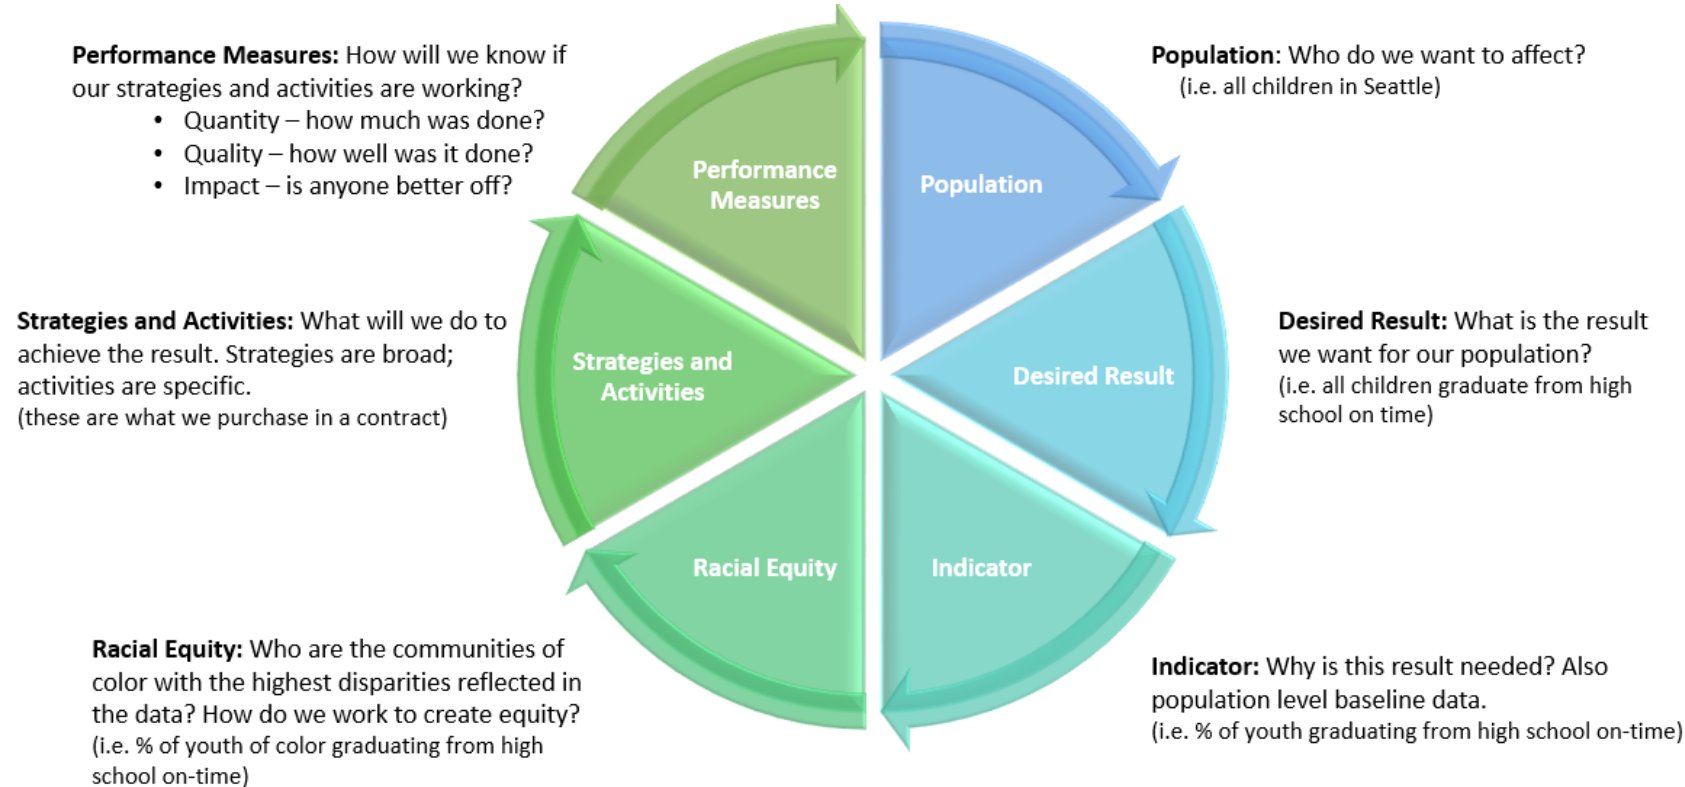 Performance Measures: How will we know if
our strategies and activities are working?
• Quantity – how much was done?
• Quality – how well was it done?
• Impact – is anyone better off?
Population: Who do we want to affect?
(i.e. all children in Seattle)
Performance
Measures
Population
Strategies and Activities: What will we do to
achieve the result. Strategies are broad;
activities are specific.
(these are what we purchase in a contract)
Strategies and
Activities
Desired Result
Desired Result: What is the result
we want for our population?
(i.e. all children graduate from high
school on time)
Racial Equity
Indicator
Racial Equity: Who are the communities of
color with the highest disparities reflected in
the data? How do we work to create equity?
(i.e. % of youth of color graduating from high
school on-time)
Indicator: Why is this result needed? Also
population level baseline data.
(i.e. % of youth graduating from high school on-time)